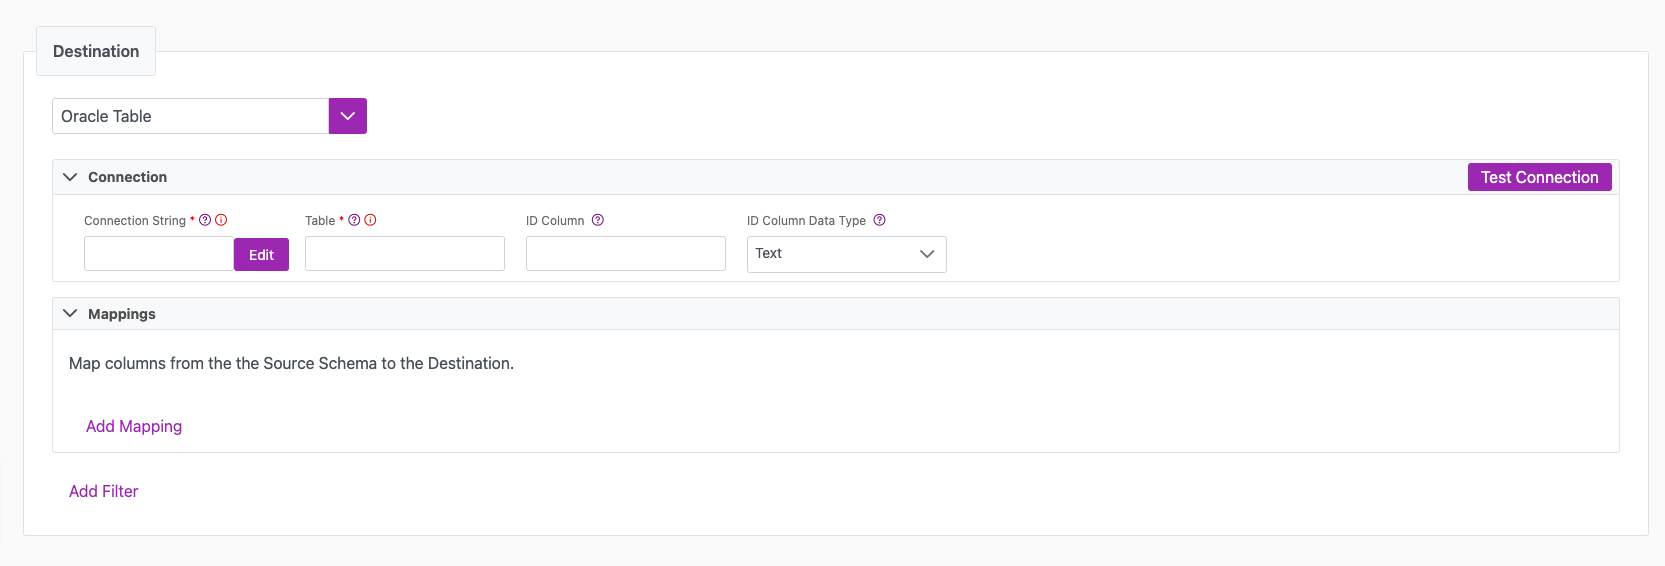 Destination
Oracle Table
Connection
Test Connection
Connection String *
Table *
ID Column
ID Column Data Type
Edit
Text
Mappings
Map columns from the the Source Schema to the Destination.
Add Mapping
Add Filter